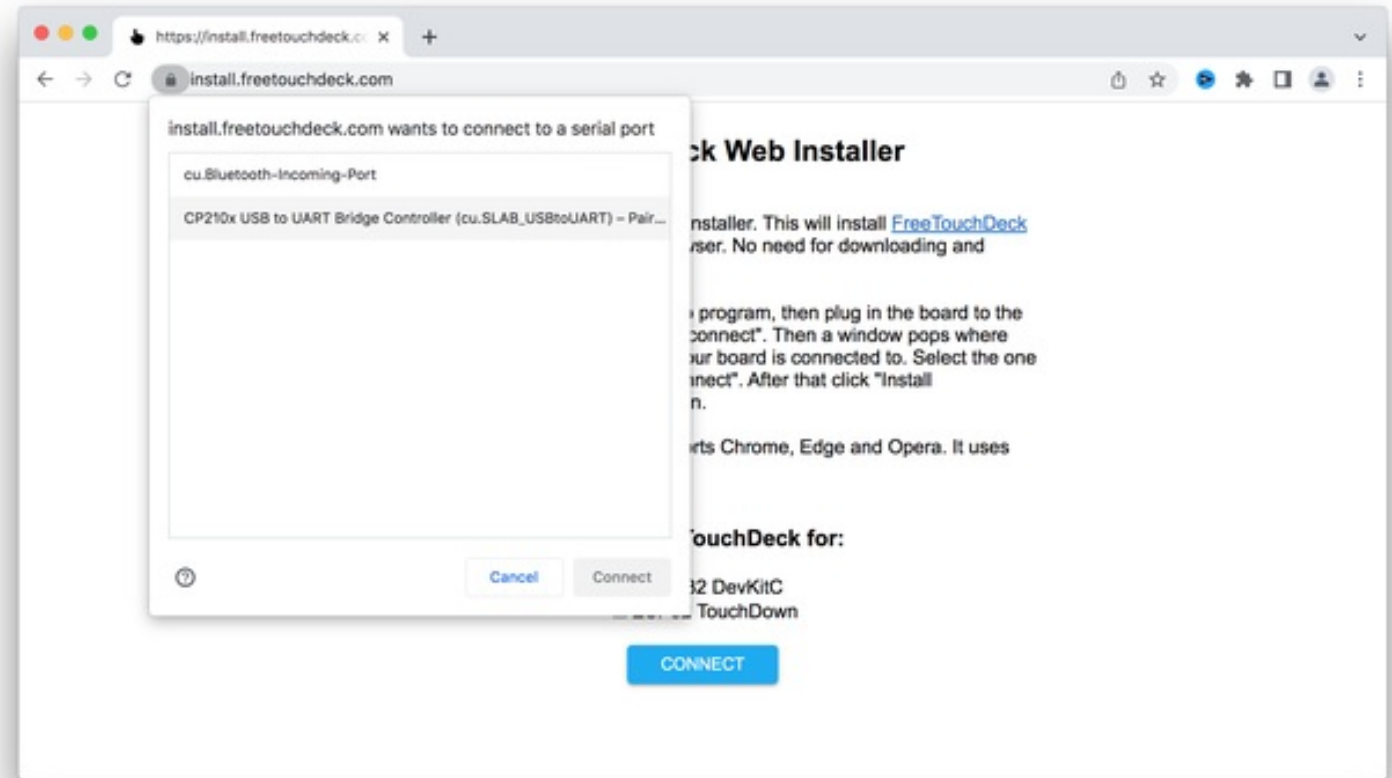 https://install.freetouchdeck.c
install.freetouchdeck.com
install.freetouchdeck.com wants to connect to a serial port
cu.Bluetooth-Incoming-Port
CP210x USB to UART Bridge Controller (cu.SLAB_USBtoUART) – Pair...
Cancel
Connect
ck Web Installer
nstaller. This will install FreeTouchDeck
wser. No need for downloading and
program, then plug in the board to the
connect". Then a window pops where
ur board is connected to. Select the one
nnect". After that click "Install
n.
rts Chrome, Edge and Opera. It uses
TouchDeck for:
32 DevKitC
TouchDown
CONNECT